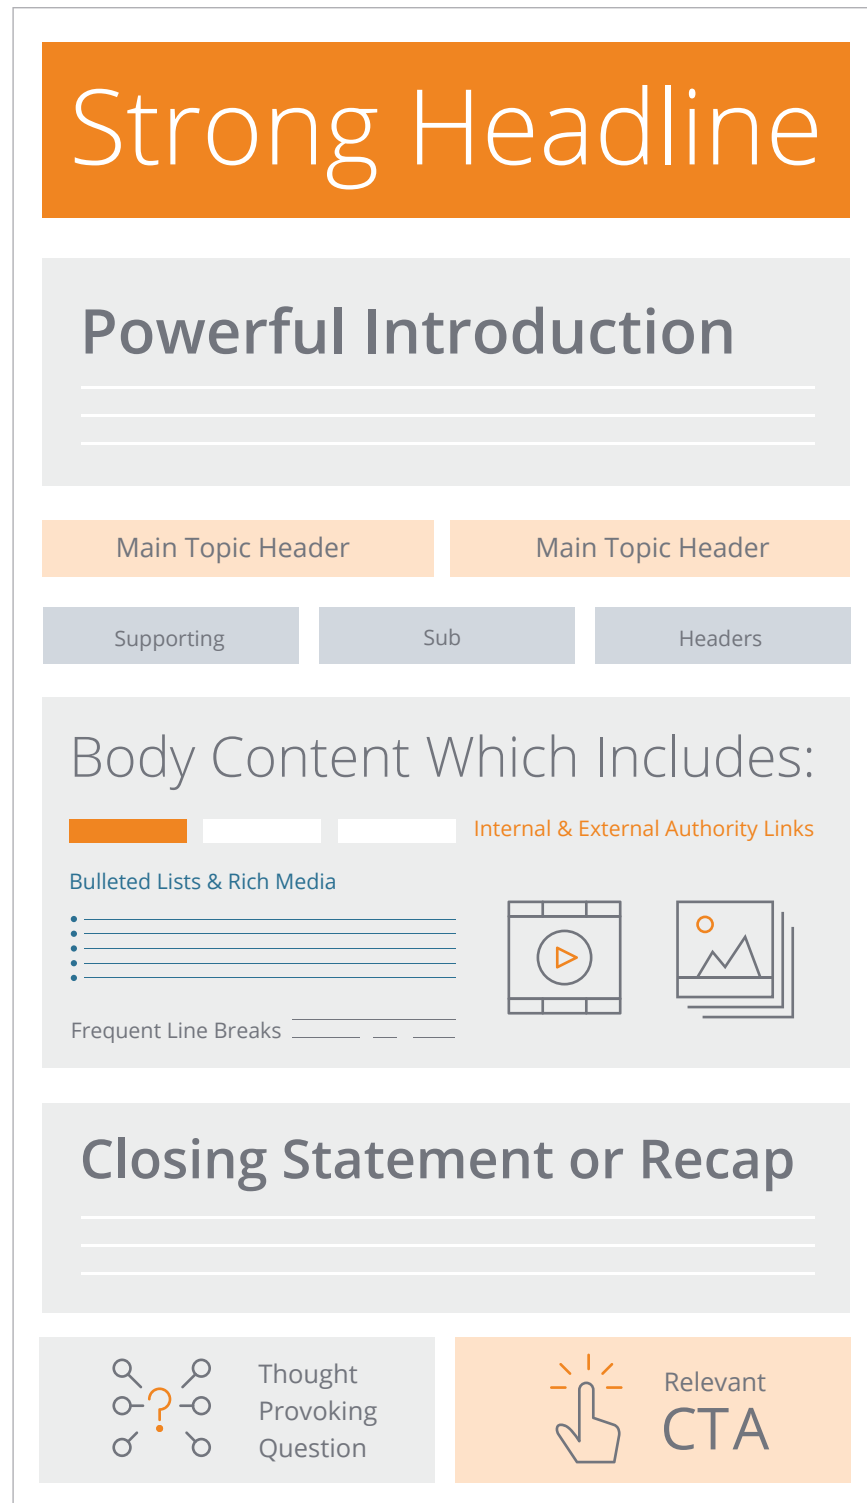 Strong Headline
Powerful Introduction
Main Topic Header
Main Topic Header
Supporting
Sub
Headers
Body Content Which Includes:
Internal & External Authority Links
Bulleted Lists & Rich Media
Frequent Line Breaks
Closing Statement or Recap
Thought
Provoking
Question
Relevant
CTA